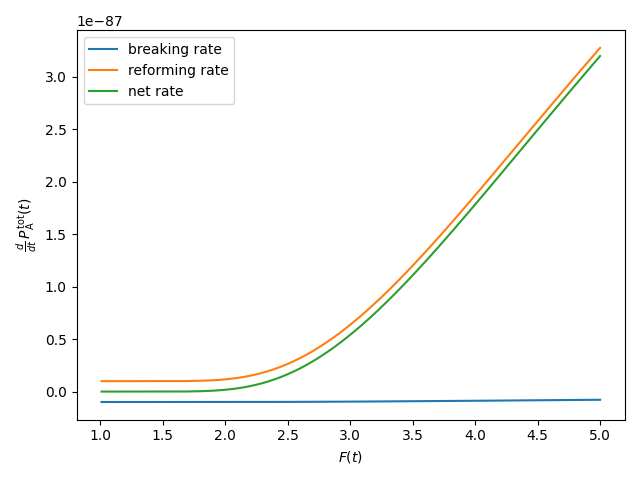 1e−87
breaking rate
reforming rate
net rate
3.0
2.5
2.0
1.5
1.0
0.5
0.0
d/dt P_A^tot(t)
1.0 1.5 2.0 2.5 3.0 3.5 4.0 4.5 5.0
F(t)